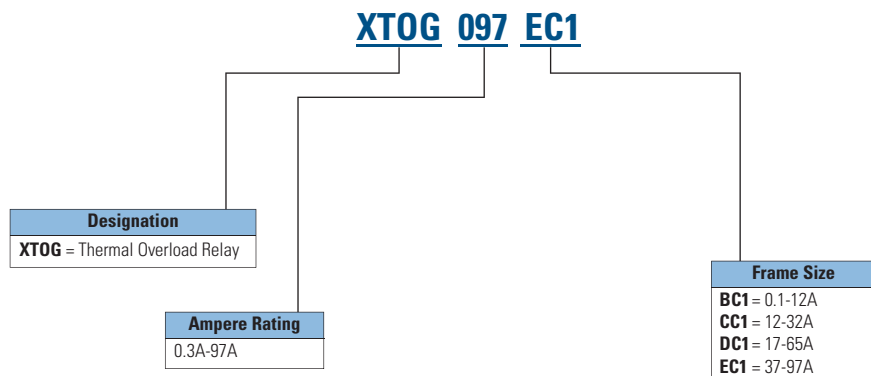 XTOG 097 EC1
Designation
XTOG = Thermal Overload Relay
Ampere Rating
0.3A-97A
Frame Size
BC1 = 0.1-12A
CC1 = 12-32A
DC1 = 17-65A
EC1 = 37-97A